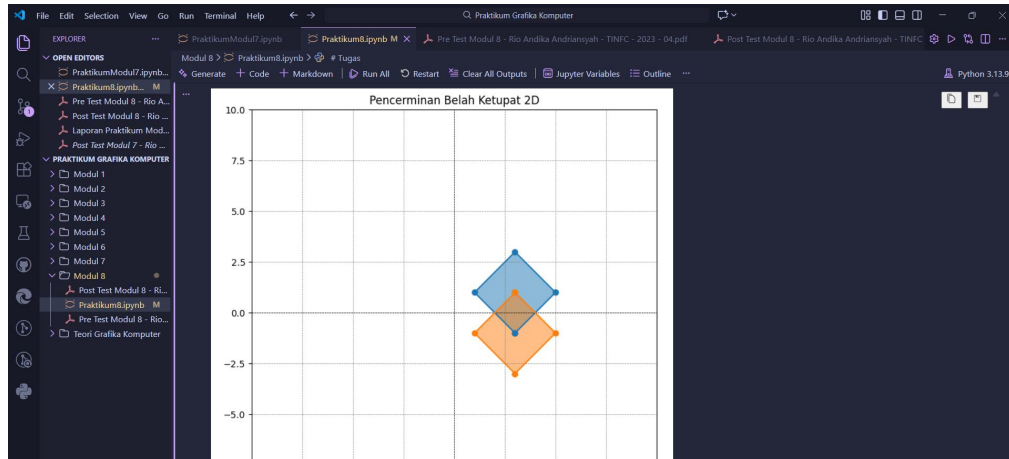 File Edit Selection View Go Run Terminal Help
Praktikum Grafika Komputer
EXPLORER
PraktikumModul7.ipynb
Praktikum8.ipynb M
Pre Test Modul 8 - Rio Andika Andriansyah - TINFC - 2023 - 04.pdf
Post Test Modul 8 - Rio Andika Andriansyah - TINFC
OPEN EDITORS
PraktikumModul7.ipynb...
Praktikum8.ipynb... M
Pre Test Modul 8 - Rio A...
Post Test Modul 8 - Rio ...
Laporan Praktikum Mod...
Post Test Modul 7 - Rio ...
PRAKTIKUM GRAFIKA KOMPUTER
Modul 1
Modul 2
Modul 3
Modul 4
Modul 5
Modul 6
Modul 7
Modul 8
Post Test Modul 8 - Ri...
Praktikum8.ipynb M
Pre Test Modul 8 - Rio...
Teori Grafika Komputer
Modul 8 > Praktikum8.ipynb > # Tugas
Generate + Code + Markdown | Run All Restart Clear All Outputs | Jupyter Variables Outline ...
Python 3.13.9
Pencerminan Belah Ketupat 2D
10.0
7.5
5.0
2.5
0.0
−2.5
−5.0